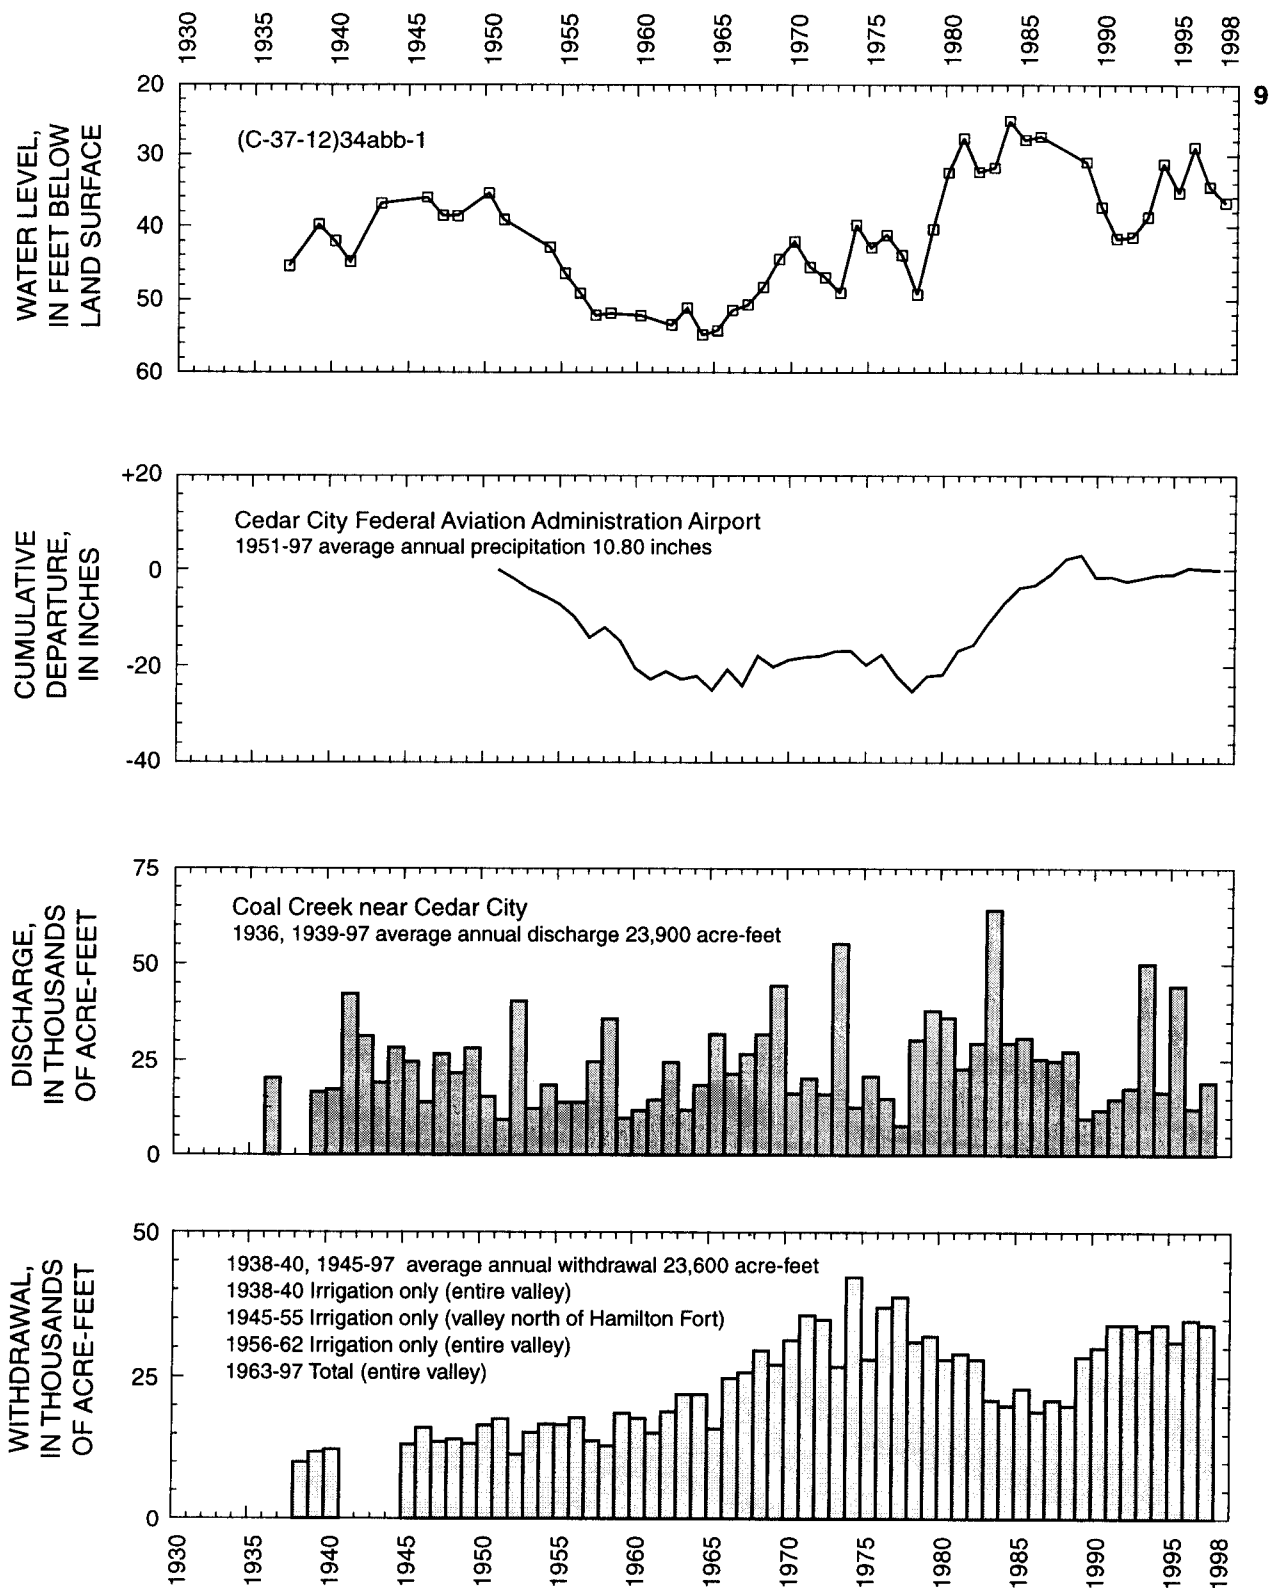 1930 1935 1940 1945 1950 1955 1960 1965 1970 1975 1980 1985 1990 1995 1998
9
WATER LEVEL,
IN FEET BELOW
LAND SURFACE
20
30
40
50
60
(C-37-12)34abb-1
CUMULATIVE
DEPARTURE,
IN INCHES
+20
0
-20
-40
Cedar City Federal Aviation Administration Airport
1951-97 average annual precipitation 10.80 inches
DISCHARGE,
IN THOUSANDS
OF ACRE-FEET
75
50
25
0
Coal Creek near Cedar City
1936, 1939-97 average annual discharge 23,900 acre-feet
WITHDRAWAL,
IN THOUSANDS
OF ACRE-FEET
50
25
0
1938-40, 1945-97 average annual withdrawal 23,600 acre-feet
1938-40 Irrigation only (entire valley)
1945-55 Irrigation only (valley north of Hamilton Fort)
1956-62 Irrigation only (entire valley)
1963-97 Total (entire valley)
1930 1935 1940 1945 1950 1955 1960 1965 1970 1975 1980 1985 1990 1995 1998